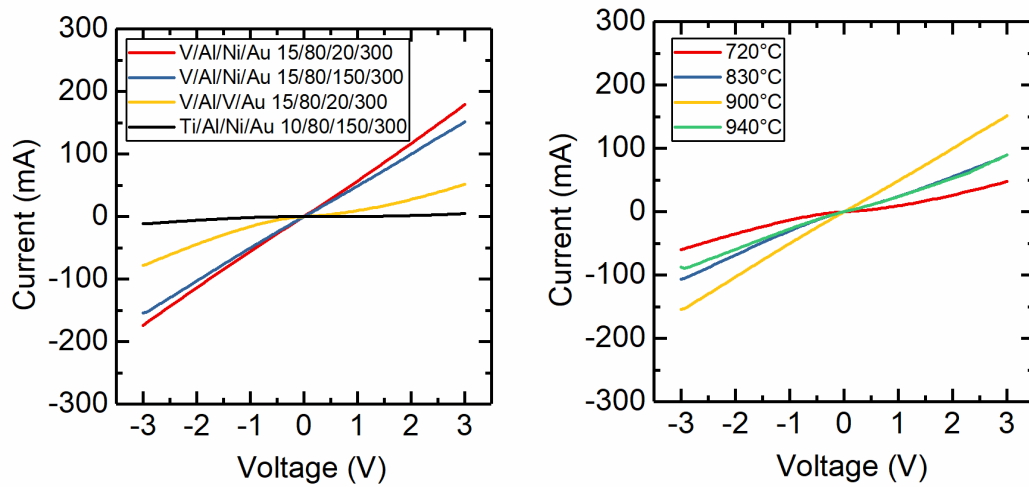 300
200
100
0
-100
-200
-300
Current (mA)
V/Al/Ni/Au 15/80/20/300
V/Al/Ni/Au 15/80/150/300
V/Al/V/Au 15/80/20/300
Ti/Al/Ni/Au 10/80/150/300
-3 -2 -1 0 1 2 3
Voltage (V)
300
200
100
0
-100
-200
-300
Current (mA)
720°C
830°C
900°C
940°C
-3 -2 -1 0 1 2 3
Voltage (V)